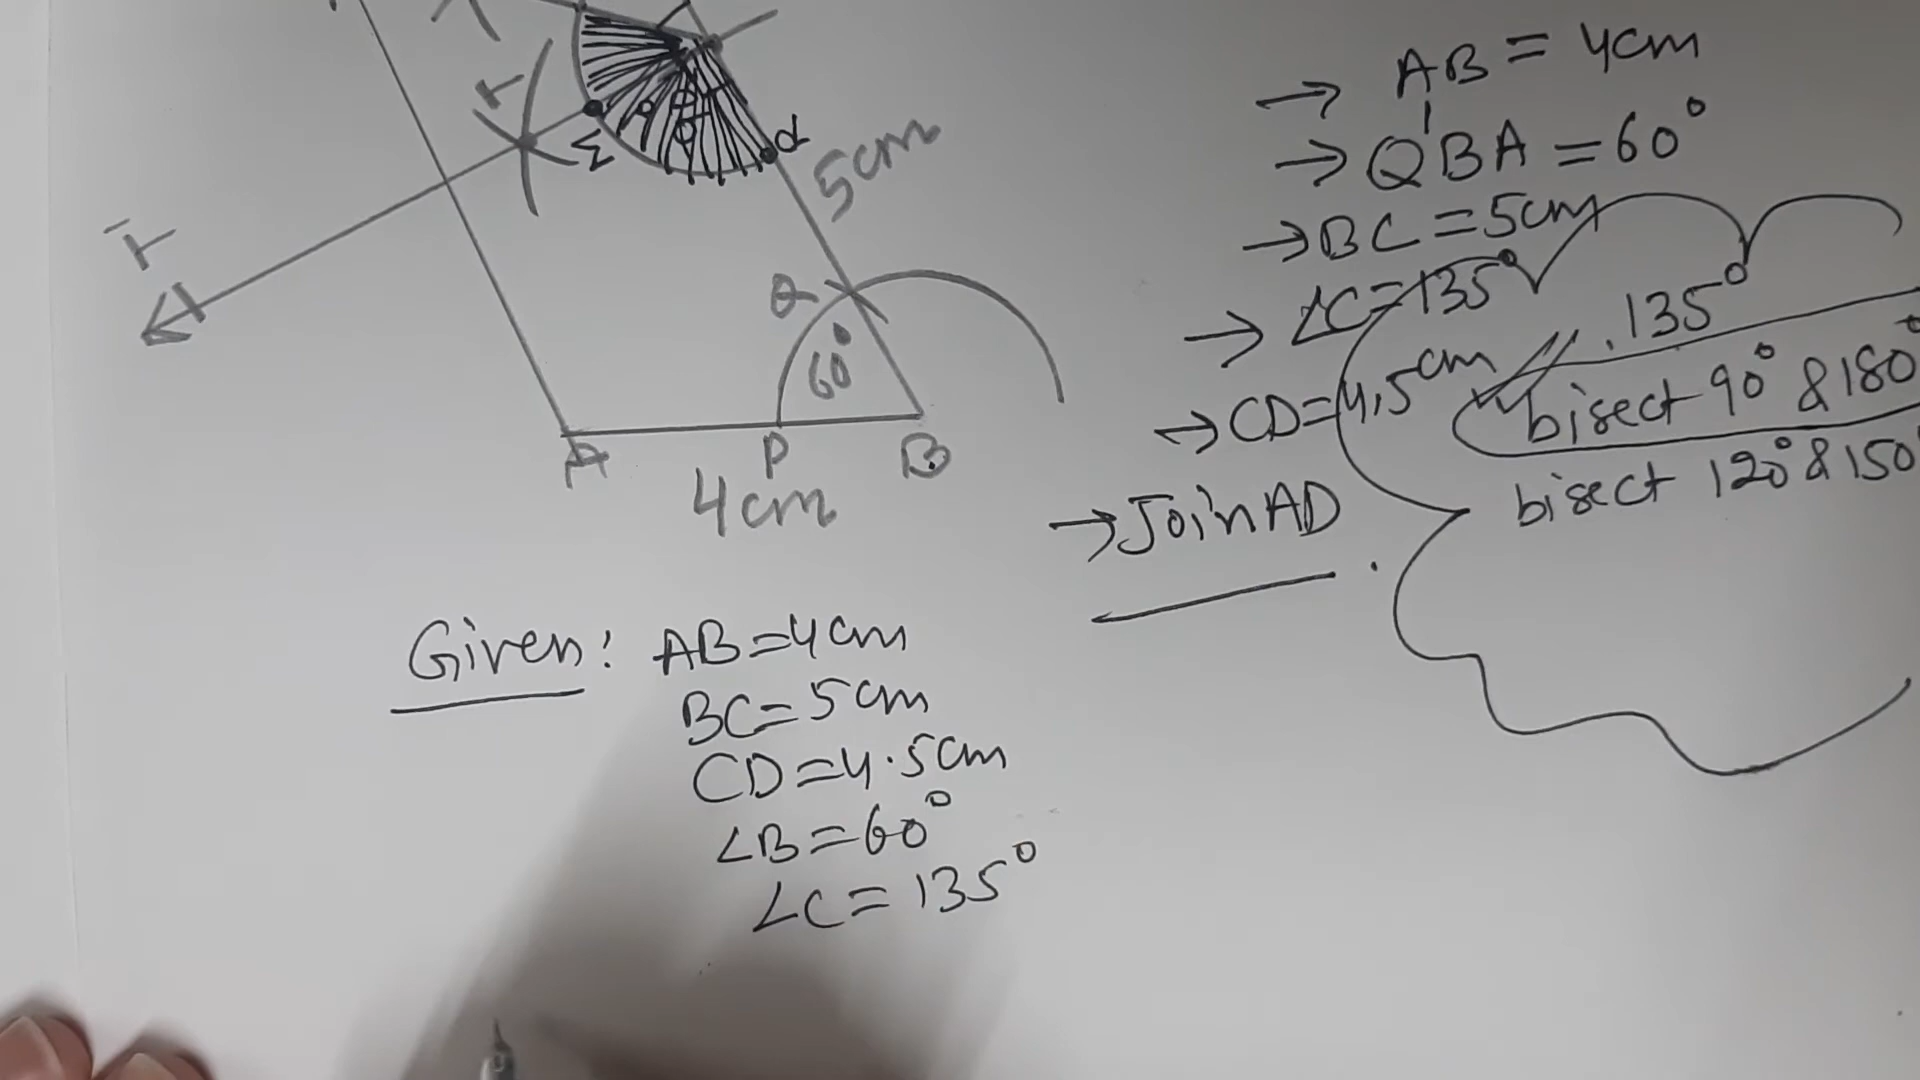 → AB = 4cm
→ QBA = 60°
→ BC = 5cm
→ ∠C = 135°
. 135°
→ CD = 4.5cm
bisect 90° & 180°
bisect 120° & 150°
→ Join AD
5cm
Q
60°
A
P
B
4cm
Given: AB = 4cm
BC = 5cm
CD = 4.5cm
∠B = 60°
∠C = 135°